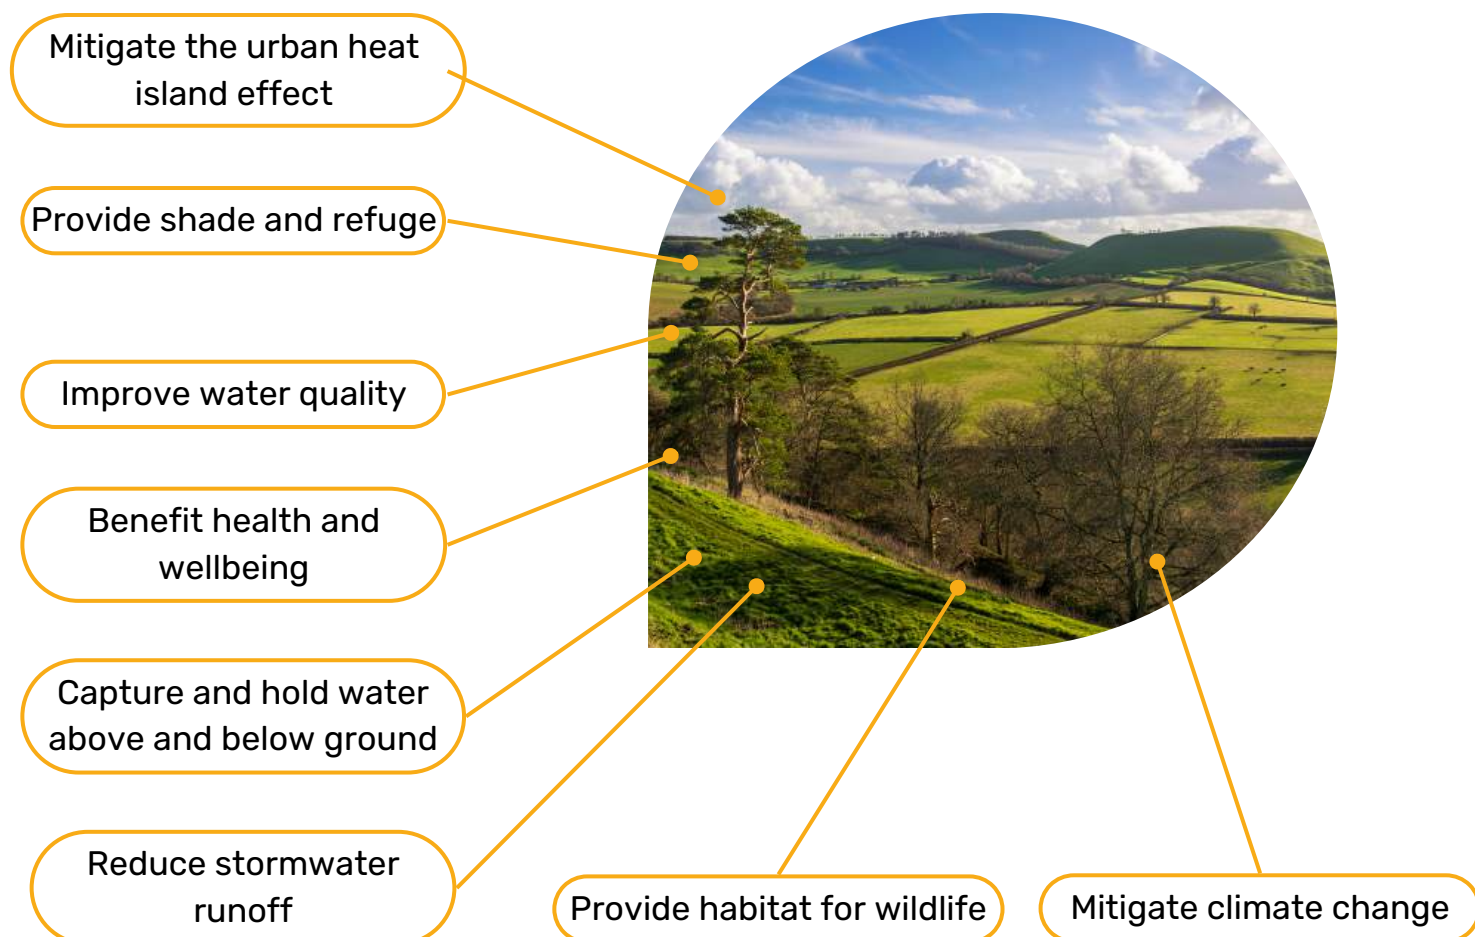 Mitigate the urban heat
island effect
Provide shade and refuge
Improve water quality
Benefit health and
wellbeing
Capture and hold water
above and below ground
Reduce stormwater
runoff
Provide habitat for wildlife
Mitigate climate change